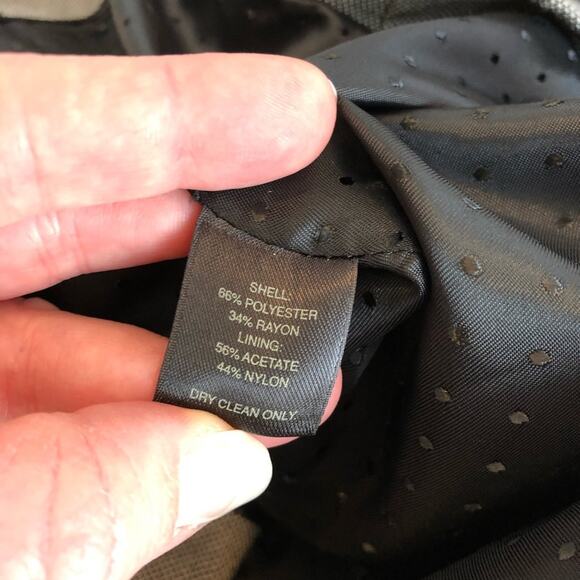 SHELL:
66% POLYESTER
34% RAYON
LINING:
56% ACETATE
44% NYLON
DRY CLEAN ONLY